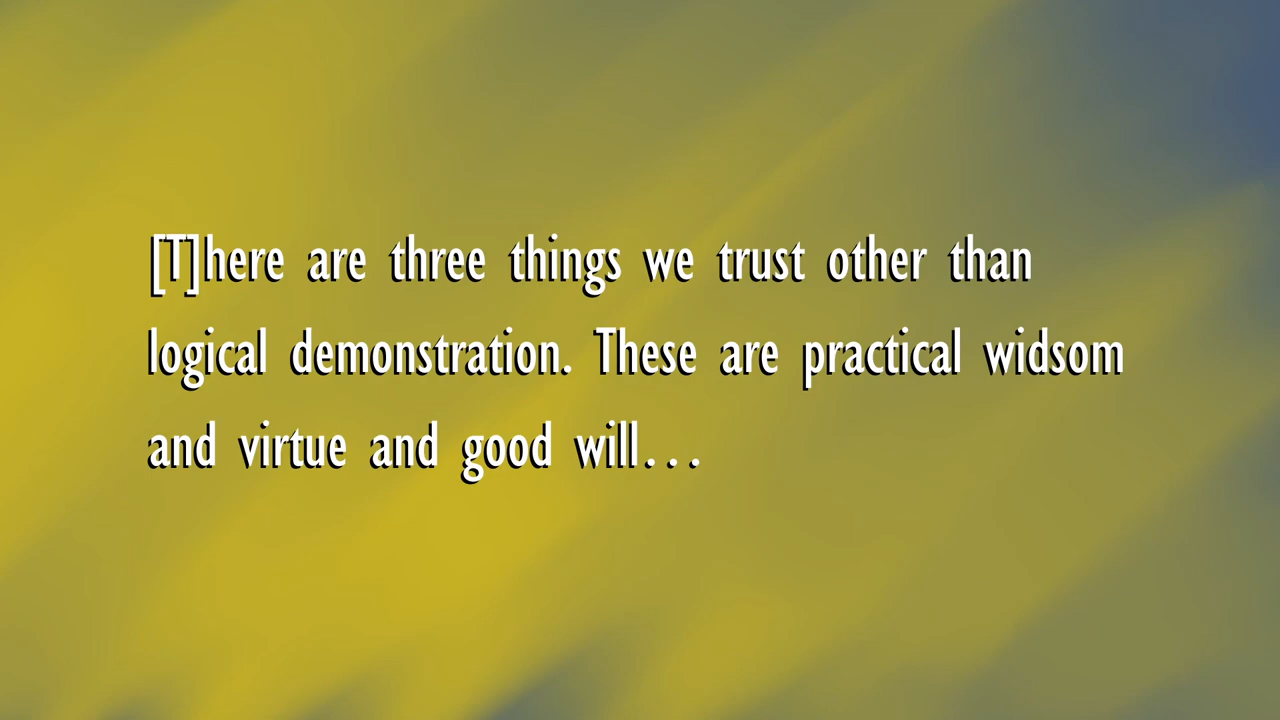 [T]here are three things we trust other than
logical demonstration. These are practical widsom
and virtue and good will…